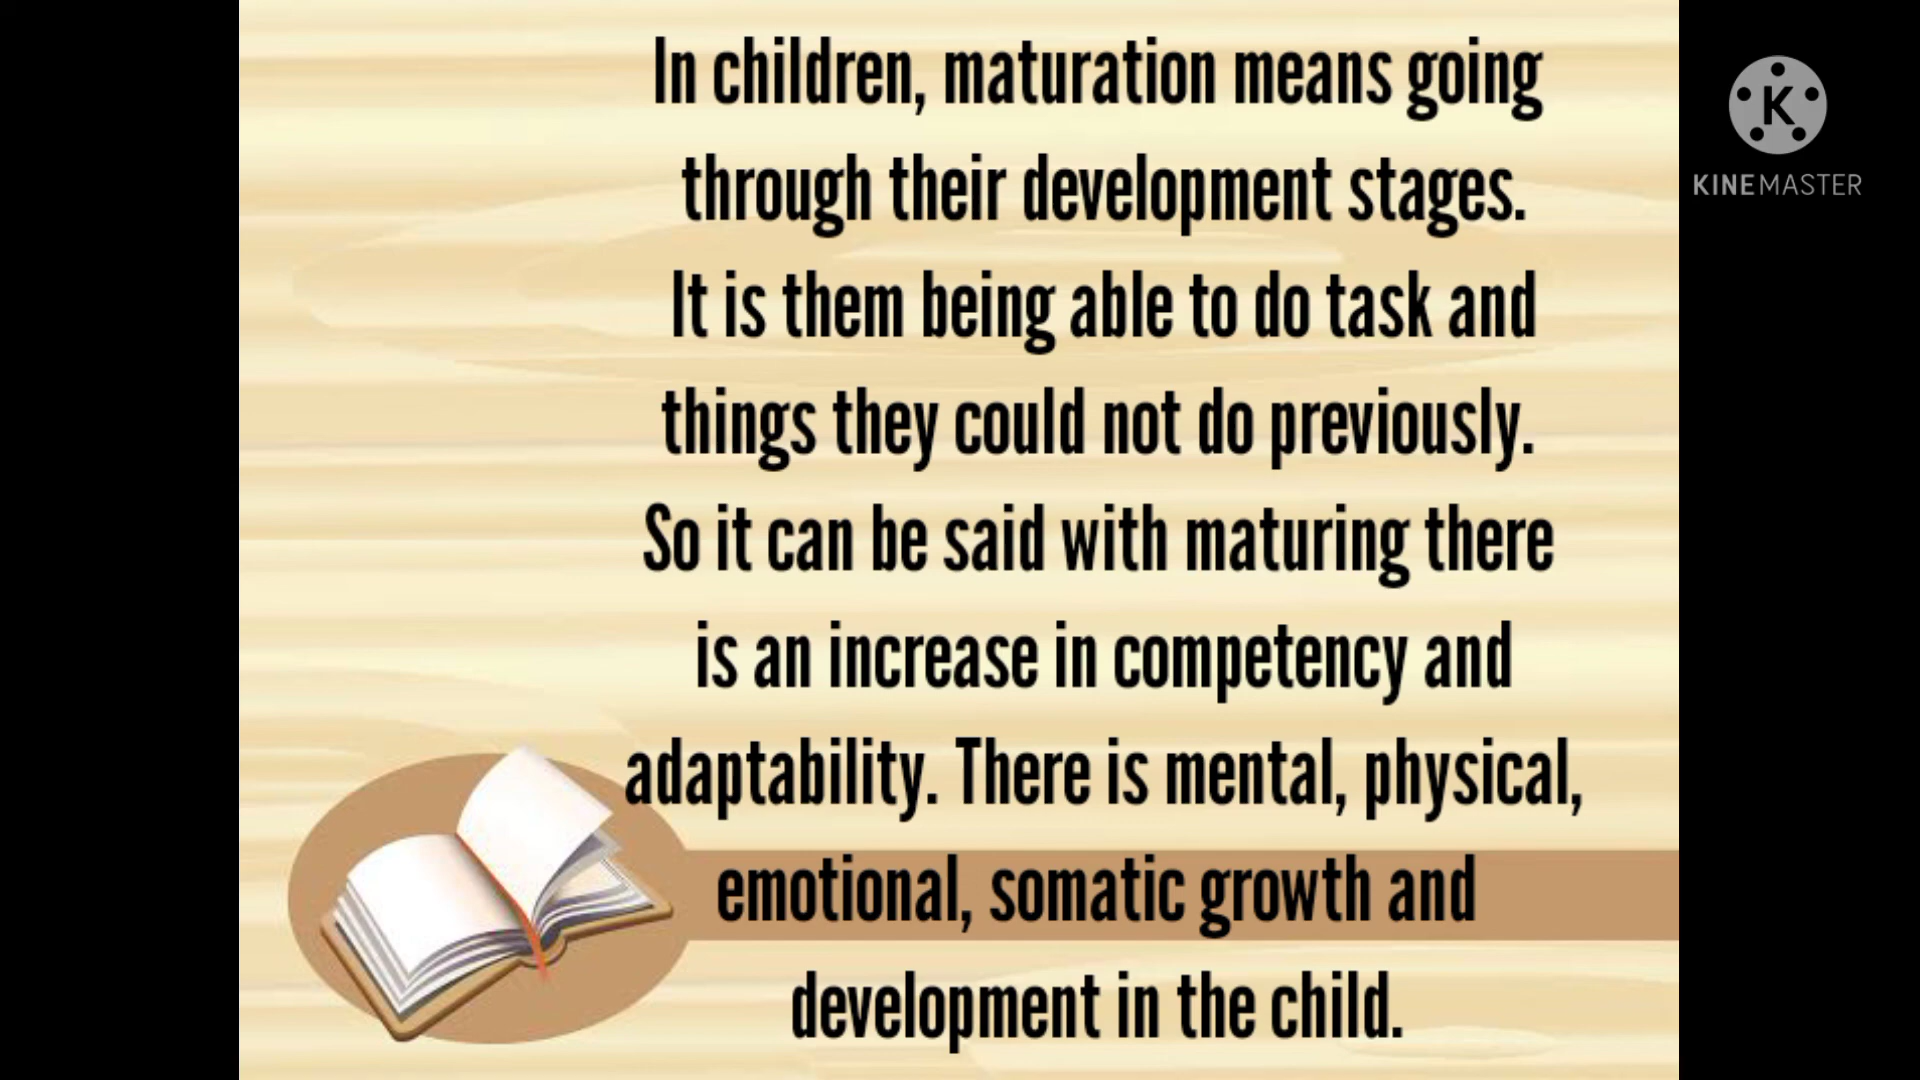 In children, maturation means going
through their development stages.
It is them being able to do task and
things they could not do previously.
So it can be said with maturing there
is an increase in competency and
adaptability. There is mental, physical,
emotional, somatic growth and
development in the child.
K
KINEMASTER